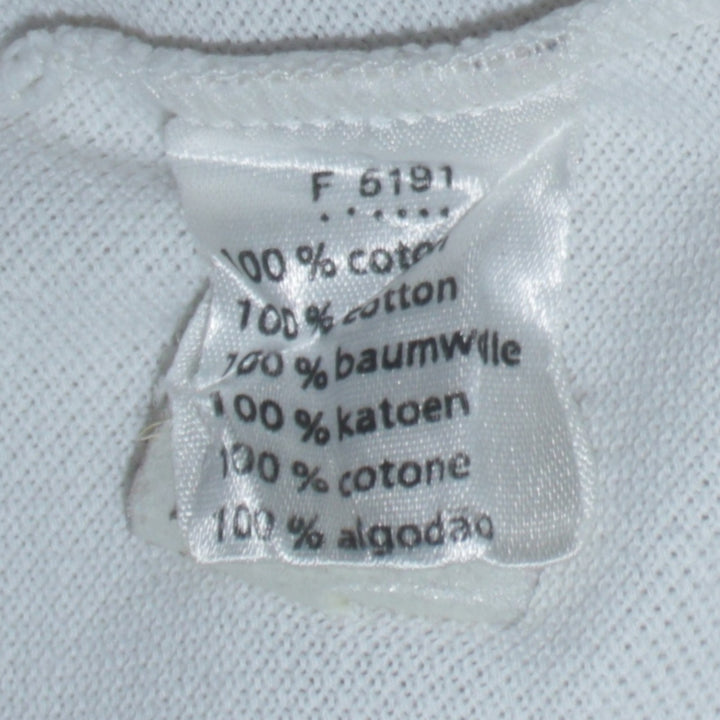 F 6191
100 % coton
100 % cotton
100 % baumwolle
100 % katoen
100 % cotone
100 % algodão